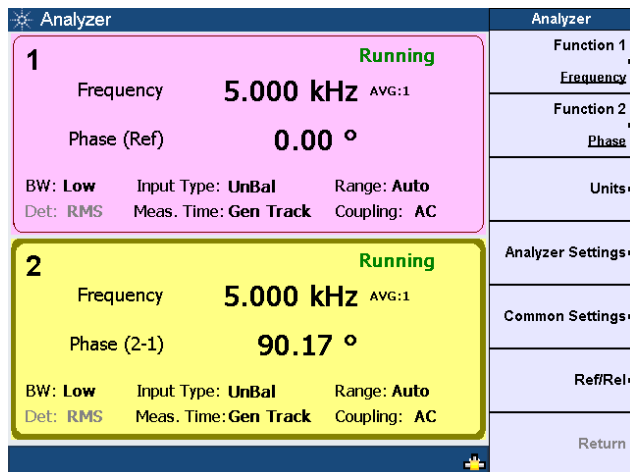 Analyzer
1
Running
Frequency 5.000 kHz AVG:1
Phase (Ref) 0.00 °
BW: Low Input Type: UnBal Range: Auto
Det: RMS Meas. Time: Gen Track Coupling: AC
2
Running
Frequency 5.000 kHz AVG:1
Phase (2-1) 90.17 °
BW: Low Input Type: UnBal Range: Auto
Det: RMS Meas. Time: Gen Track Coupling: AC
Analyzer
Function 1
Frequency
Function 2
Phase
Units
Analyzer Settings
Common Settings
Ref/Rel
Return